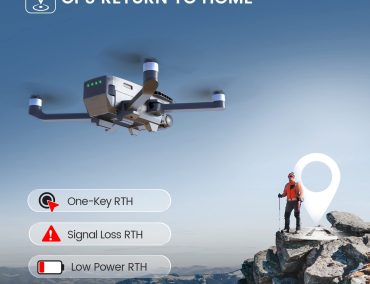 GPS RETURN TO HOME
One-Key RTH
Signal Loss RTH
Low Power RTH